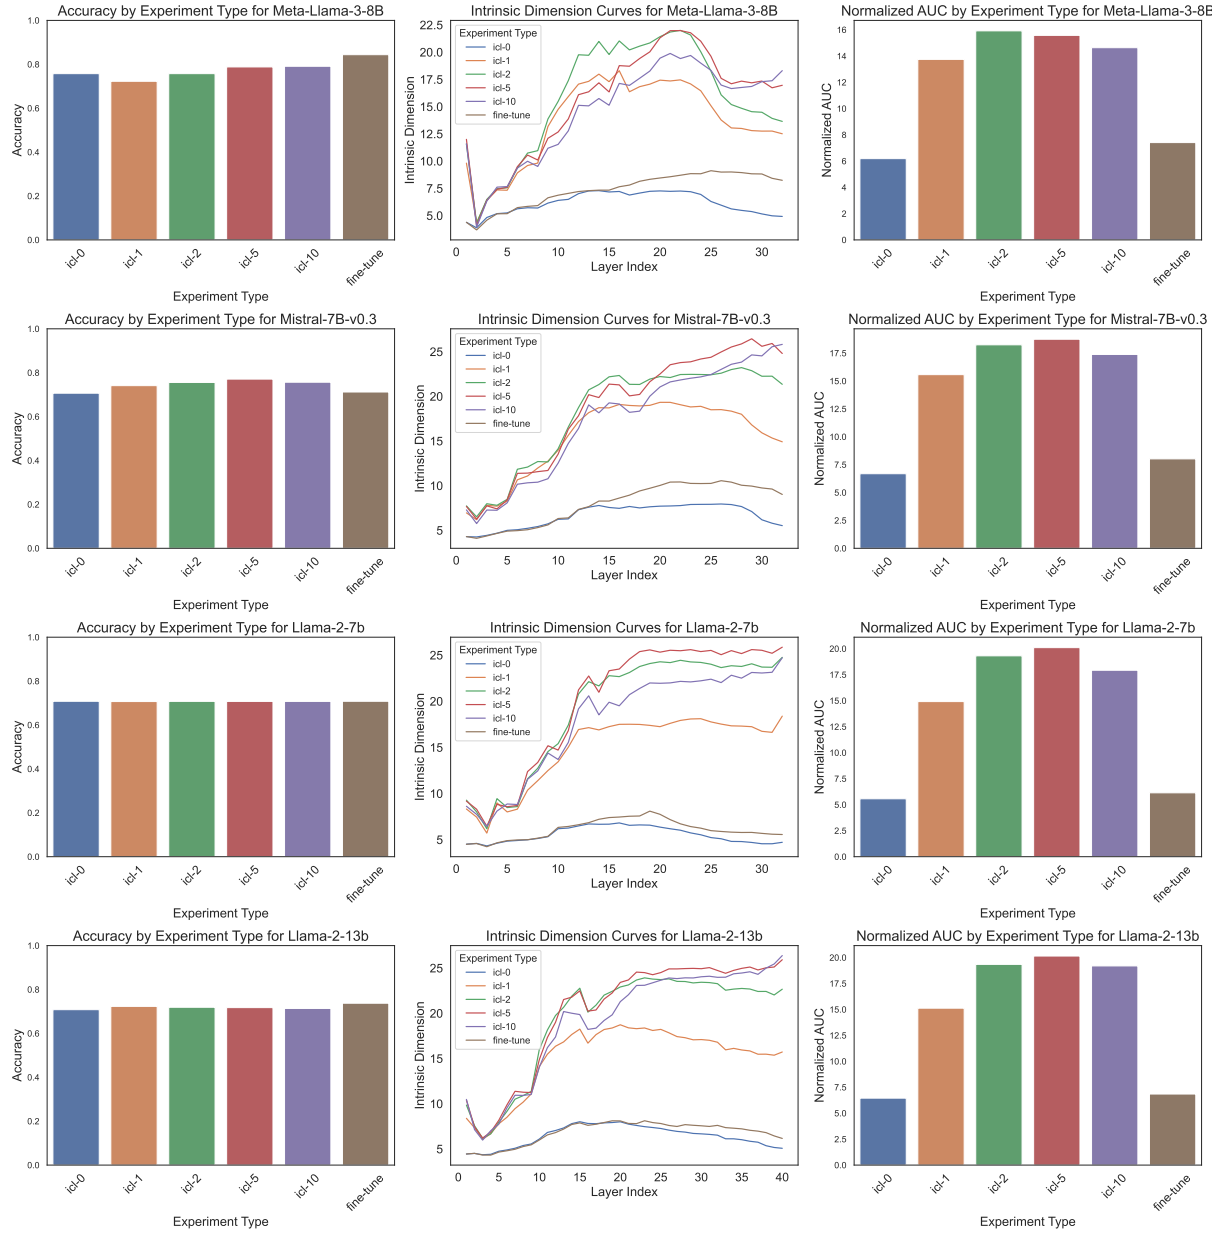 Accuracy by Experiment Type for Meta-Llama-3-8B
1.0
0.8
0.6
0.4
0.2
0.0
Accuracy
icl-0
icl-1
icl-2
icl-5
icl-10
fine-tune
Experiment Type
Intrinsic Dimension Curves for Meta-Llama-3-8B
22.5
20.0
17.5
15.0
12.5
10.0
7.5
5.0
Intrinsic Dimension
Experiment Type
icl-0
icl-1
icl-2
icl-5
icl-10
fine-tune
0 5 10 15 20 25 30
Layer Index
Normalized AUC by Experiment Type for Meta-Llama-3-8B
16
14
12
10
8
6
4
2
0
Normalized AUC
icl-0
icl-1
icl-2
icl-5
icl-10
fine-tune
Experiment Type
Accuracy by Experiment Type for Mistral-7B-v0.3
1.0
0.8
0.6
0.4
0.2
0.0
Accuracy
icl-0
icl-1
icl-2
icl-5
icl-10
fine-tune
Experiment Type
Intrinsic Dimension Curves for Mistral-7B-v0.3
25
20
15
10
5
Intrinsic Dimension
Experiment Type
icl-0
icl-1
icl-2
icl-5
icl-10
fine-tune
0 5 10 15 20 25 30
Layer Index
Normalized AUC by Experiment Type for Mistral-7B-v0.3
17.5
15.0
12.5
10.0
7.5
5.0
2.5
0.0
Normalized AUC
icl-0
icl-1
icl-2
icl-5
icl-10
fine-tune
Experiment Type
Accuracy by Experiment Type for Llama-2-7b
1.0
0.8
0.6
0.4
0.2
0.0
Accuracy
icl-0
icl-1
icl-2
icl-5
icl-10
fine-tune
Experiment Type
Intrinsic Dimension Curves for Llama-2-7b
25
20
15
10
5
Intrinsic Dimension
Experiment Type
icl-0
icl-1
icl-2
icl-5
icl-10
fine-tune
0 5 10 15 20 25 30
Layer Index
Normalized AUC by Experiment Type for Llama-2-7b
20.0
17.5
15.0
12.5
10.0
7.5
5.0
2.5
0.0
Normalized AUC
icl-0
icl-1
icl-2
icl-5
icl-10
fine-tune
Experiment Type
Accuracy by Experiment Type for Llama-2-13b
1.0
0.8
0.6
0.4
0.2
0.0
Accuracy
icl-0
icl-1
icl-2
icl-5
icl-10
fine-tune
Experiment Type
Intrinsic Dimension Curves for Llama-2-13b
25
20
15
10
5
Intrinsic Dimension
Experiment Type
icl-0
icl-1
icl-2
icl-5
icl-10
fine-tune
0 5 10 15 20 25 30 35 40
Layer Index
Normalized AUC by Experiment Type for Llama-2-13b
20.0
17.5
15.0
12.5
10.0
7.5
5.0
2.5
0.0
Normalized AUC
icl-0
icl-1
icl-2
icl-5
icl-10
fine-tune
Experiment Type